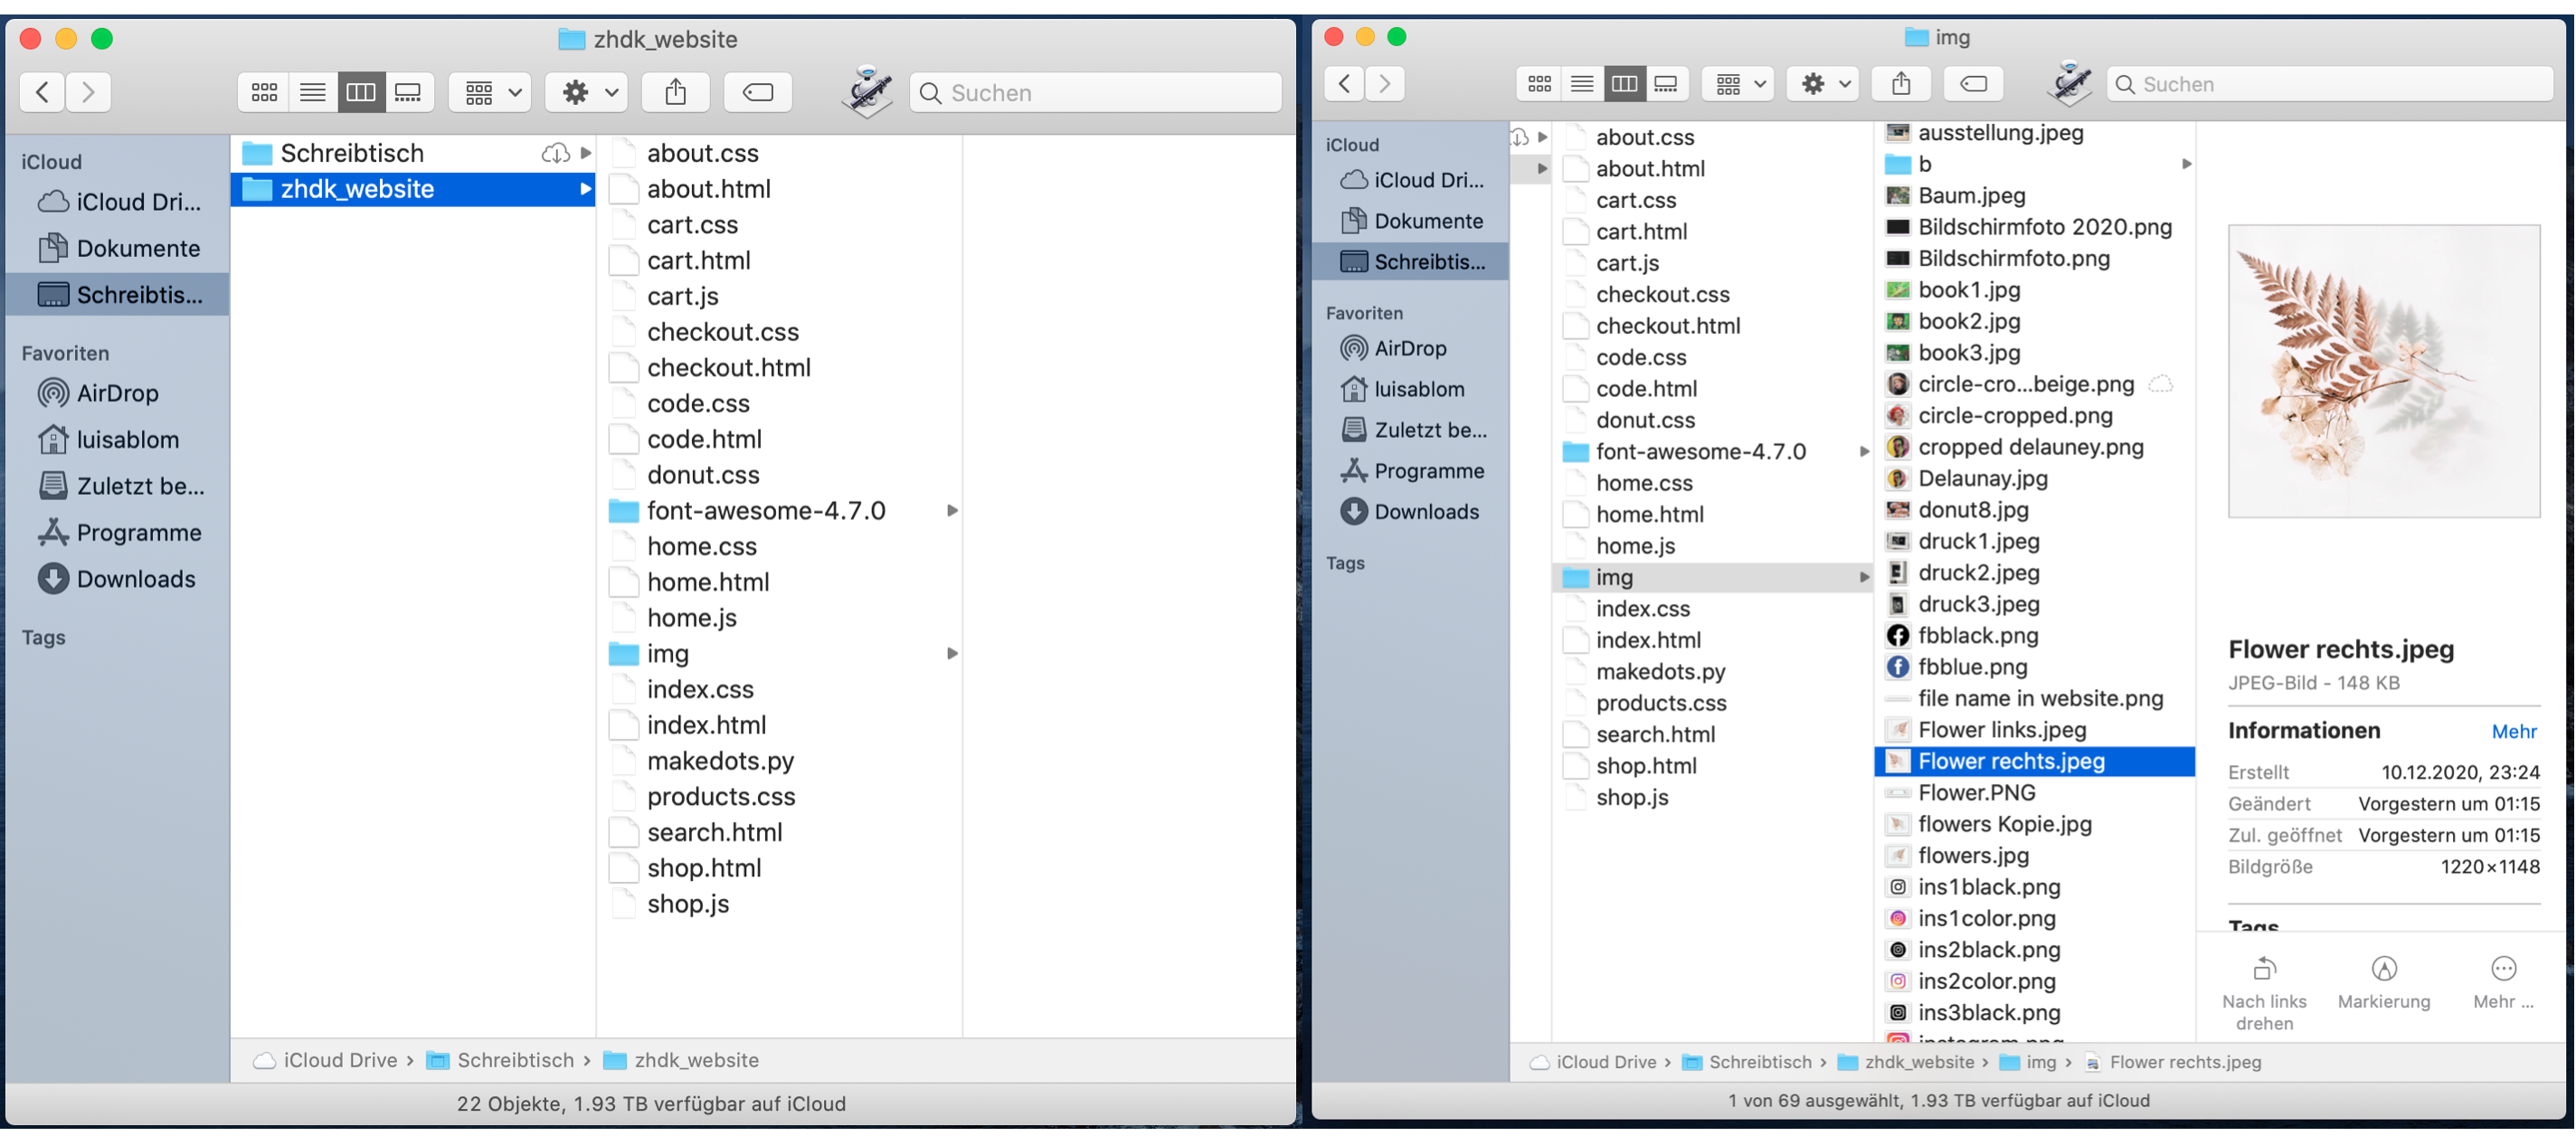 zhdk_website
Suchen
iCloud
iCloud Dri...
Dokumente
Schreibtis...
Favoriten
AirDrop
luisablom
Zuletzt be...
Programme
Downloads
Tags
Schreibtisch
zhdk_website
about.css
about.html
cart.css
cart.html
cart.js
checkout.css
checkout.html
code.css
code.html
donut.css
font-awesome-4.7.0
home.css
home.html
home.js
img
index.css
index.html
makedots.py
products.css
search.html
shop.html
shop.js
iCloud Drive › Schreibtisch › zhdk_website
22 Objekte, 1.93 TB verfügbar auf iCloud
img
Suchen
iCloud
iCloud Dri...
Dokumente
Schreibtis...
Favoriten
AirDrop
luisablom
Zuletzt be...
Programme
Downloads
Tags
about.css
about.html
cart.css
cart.html
cart.js
checkout.css
checkout.html
code.css
code.html
donut.css
font-awesome-4.7.0
home.css
home.html
home.js
img
index.css
index.html
makedots.py
products.css
search.html
shop.html
shop.js
ausstellung.jpeg
b
Baum.jpeg
Bildschirmfoto 2020.png
Bildschirmfoto.png
book1.jpg
book2.jpg
book3.jpg
circle-cro...beige.png
circle-cropped.png
cropped delauney.png
Delaunay.jpg
donut8.jpg
druck1.jpeg
druck2.jpeg
druck3.jpeg
fbblack.png
fbblue.png
file name in website.png
Flower links.jpeg
Flower rechts.jpeg
Flower.PNG
flowers Kopie.jpg
flowers.jpg
ins1black.png
ins1color.png
ins2black.png
ins2color.png
ins3black.png
instagram.png
Flower rechts.jpeg
JPEG-Bild - 148 KB
Informationen Mehr
Erstellt 10.12.2020, 23:24
Geändert Vorgestern um 01:15
Zul. geöffnet Vorgestern um 01:15
Bildgröße 1220×1148
Tags
Nach links drehen
Markierung
Mehr ...
iCloud Drive › Schreibtisch › zhdk_website › img › Flower rechts.jpeg
1 von 69 ausgewählt, 1.93 TB verfügbar auf iCloud